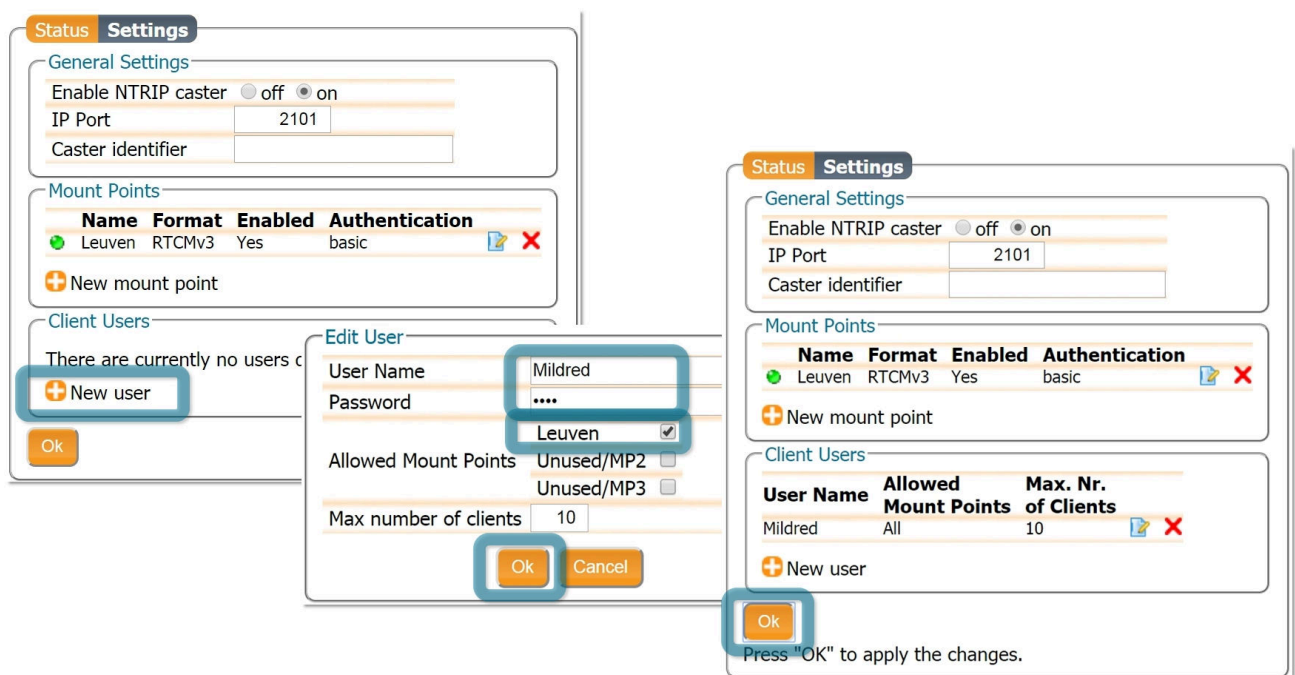 Status Settings
General Settings
Enable NTRIP caster off on
IP Port 2101
Caster identifier
Mount Points
Name Format Enabled Authentication
Leuven RTCMv3 Yes basic
New mount point
Client Users
There are currently no users
New user
Ok
Edit User
User Name Mildred
Password ••••
Allowed Mount Points
Leuven
Unused/MP2
Unused/MP3
Max number of clients 10
Ok Cancel
Status Settings
General Settings
Enable NTRIP caster off on
IP Port 2101
Caster identifier
Mount Points
Name Format Enabled Authentication
Leuven RTCMv3 Yes basic
New mount point
Client Users
User Name Allowed Mount Points Max. Nr. of Clients
Mildred All 10
New user
Ok
Press "OK" to apply the changes.